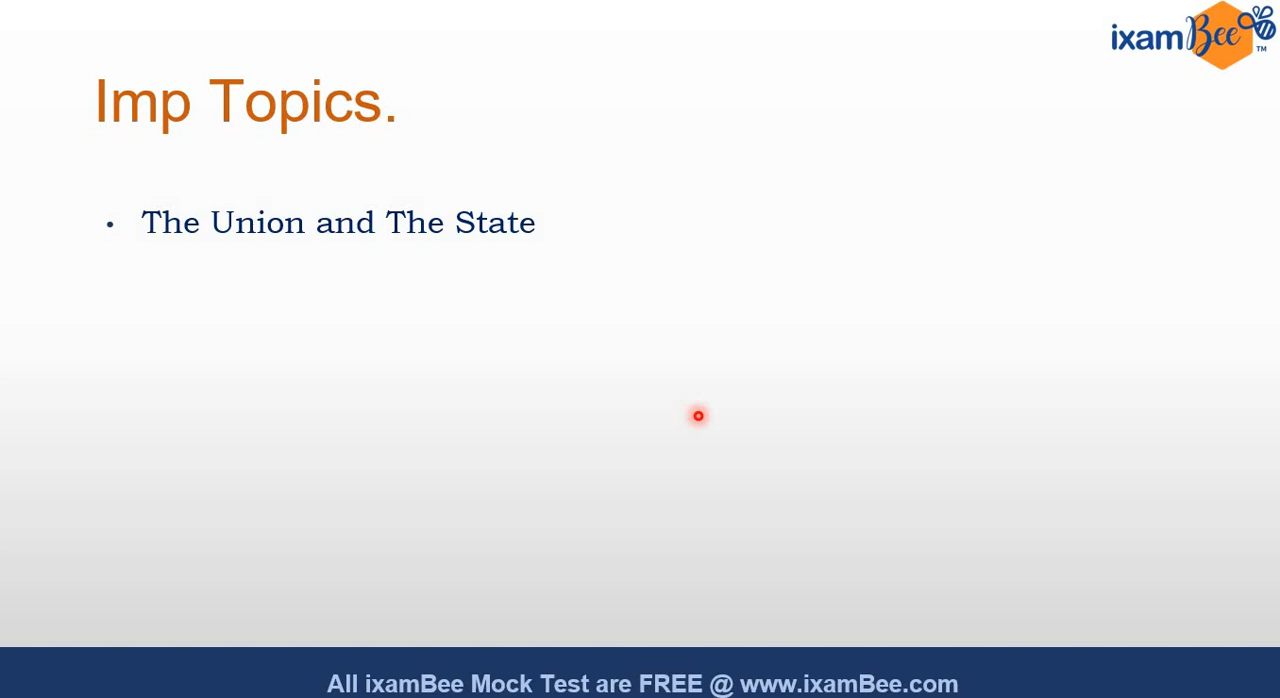 ixamBee
TM
Imp Topics.
• The Union and The State
All ixamBee Mock Test are FREE @ www.ixamBee.com